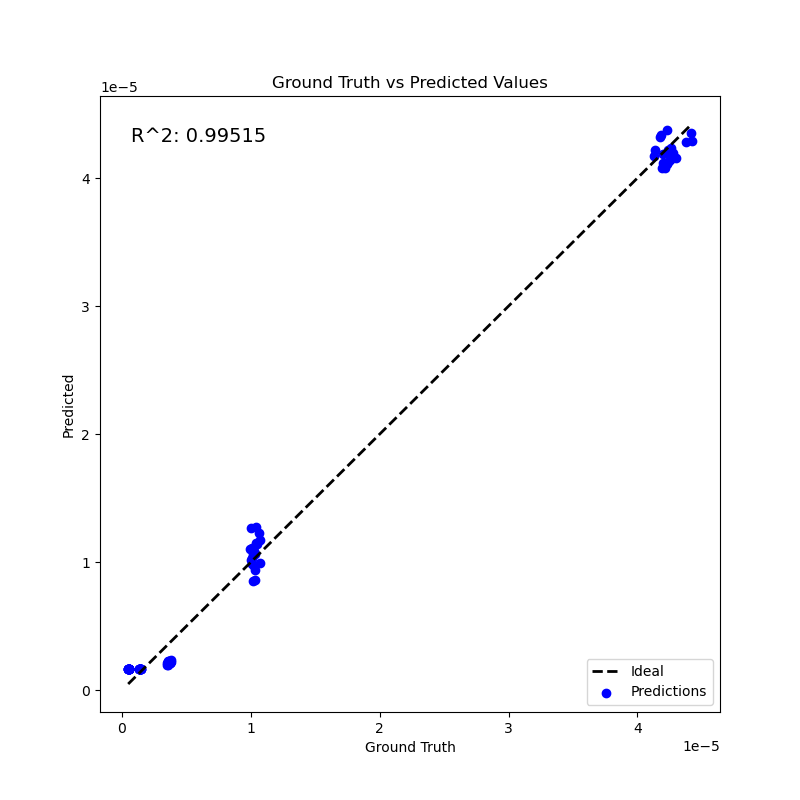 Ground Truth vs Predicted Values
1e−5
R^2: 0.99515
4
3
2
1
0
Predicted
0 1 2 3 4
1e−5
Ground Truth
Ideal
Predictions